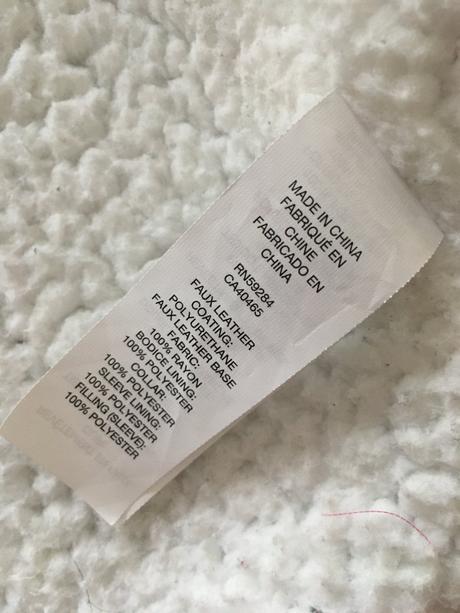 MADE IN CHINA
FABRIQUÉ EN
CHINE
FABRICADO EN
CHINA
RN59284
CA40465
FAUX LEATHER
COATING:
POLYURETHANE
FAUX LEATHER BASE
FABRIC:
100% RAYON
BODICE LINING:
100% POLYESTER
COLLAR:
100% POLYESTER
SLEEVE LINING:
100% POLYESTER
FILLING (SLEEVE):
100% POLYESTER